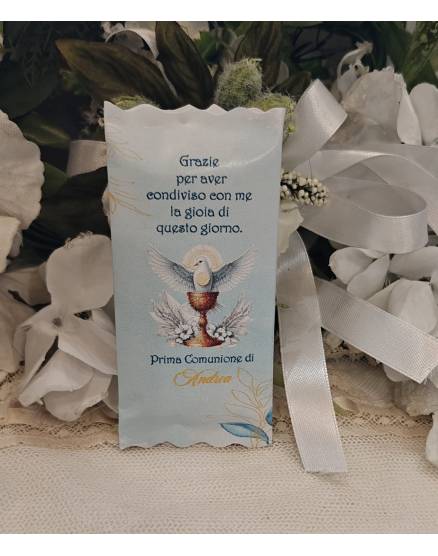 Grazie
per aver
condiviso con me
la gioia di
questo giorno.
Prima Comunione di
Andrea